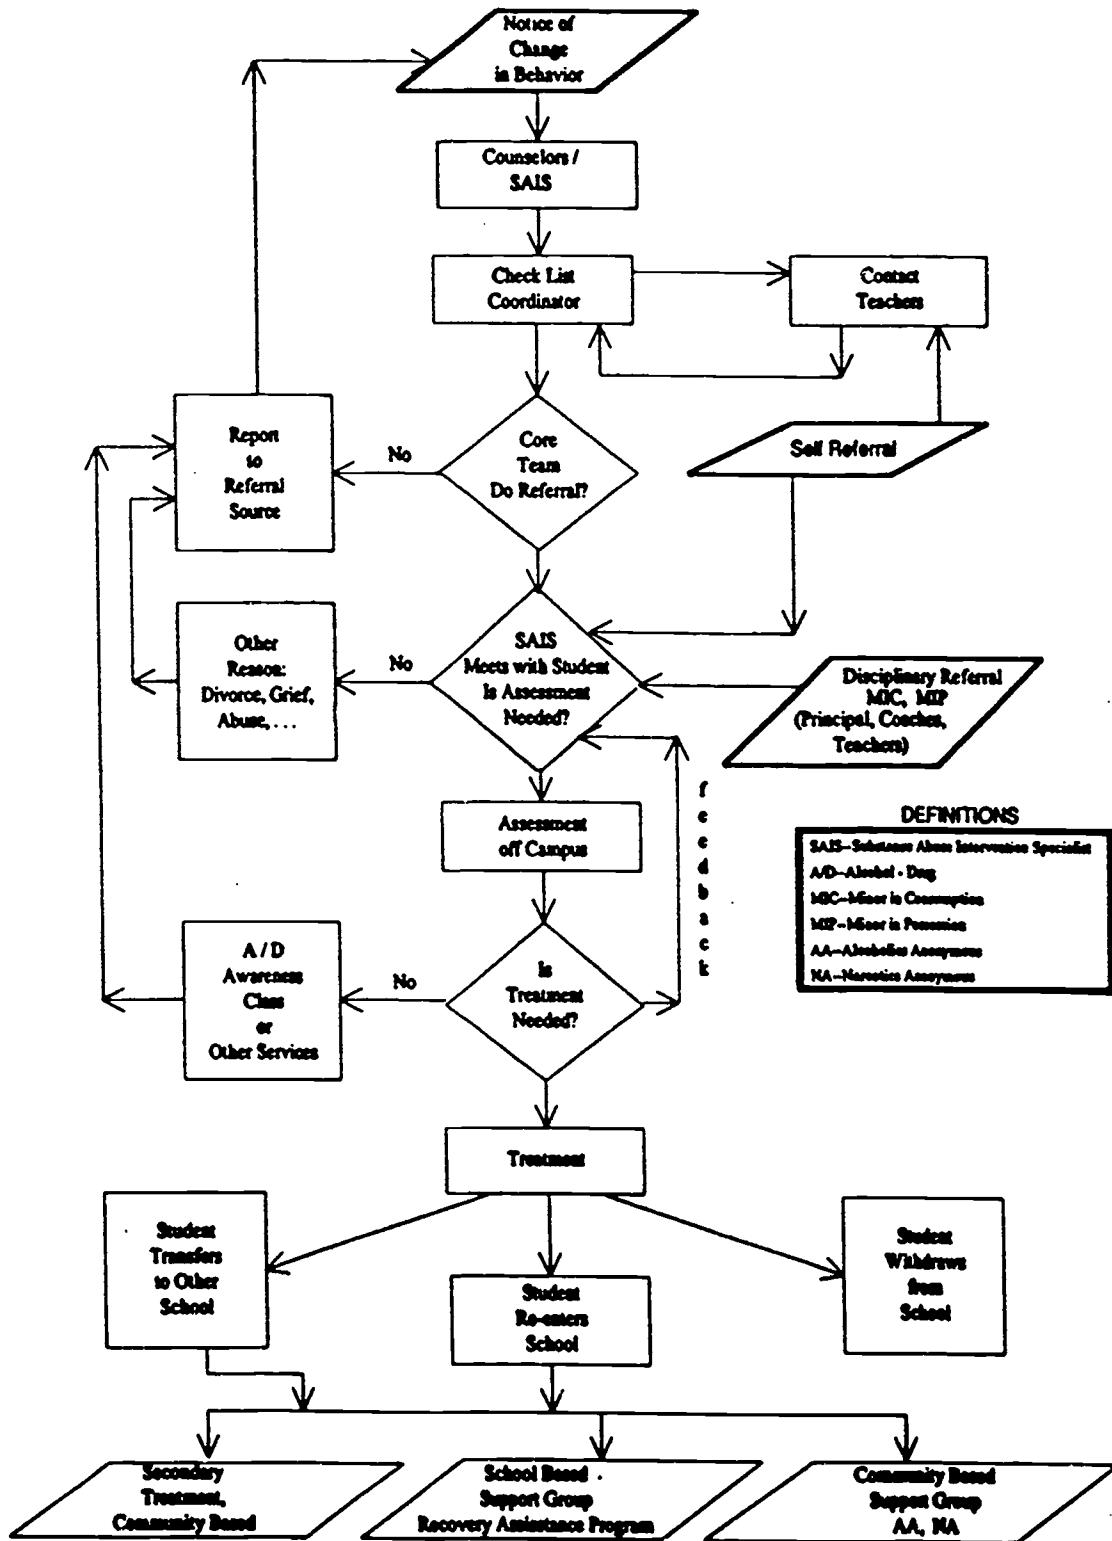 Notice of
Change
in Behavior
Counselors /
SAIS
Check List
Coordinator
Contact
Teachers
Report
to
Referral
Source
No
Core
Team
Do Referral?
Self Referral
Other
Reason:
Divorce, Grief,
Abuse, . . .
No
SAIS
Meets with Student
Is Assessment
Needed?
Disciplinary Referral
MIC, MIP
(Principal, Coaches,
Teachers)
Assessment
off Campus
feedback
DEFINITIONS
SAIS--Substance Abuse Intervention Specialist
A/D--Alcohol - Drug
MIC--Minor in Consumption
MIP--Minor in Possession
AA--Alcoholics Anonymous
NA--Narcotics Anonymous
A / D
Awareness
Class
or
Other Services
No
Is
Treatment
Needed?
Treatment
Student
Transfers
to Other
School
Student
Re-enters
School
Student
Withdraws
from
School
Secondary
Treatment,
Community Based
School Based
Support Group
Recovery Assistance Program
Community Based
Support Group
AA, NA